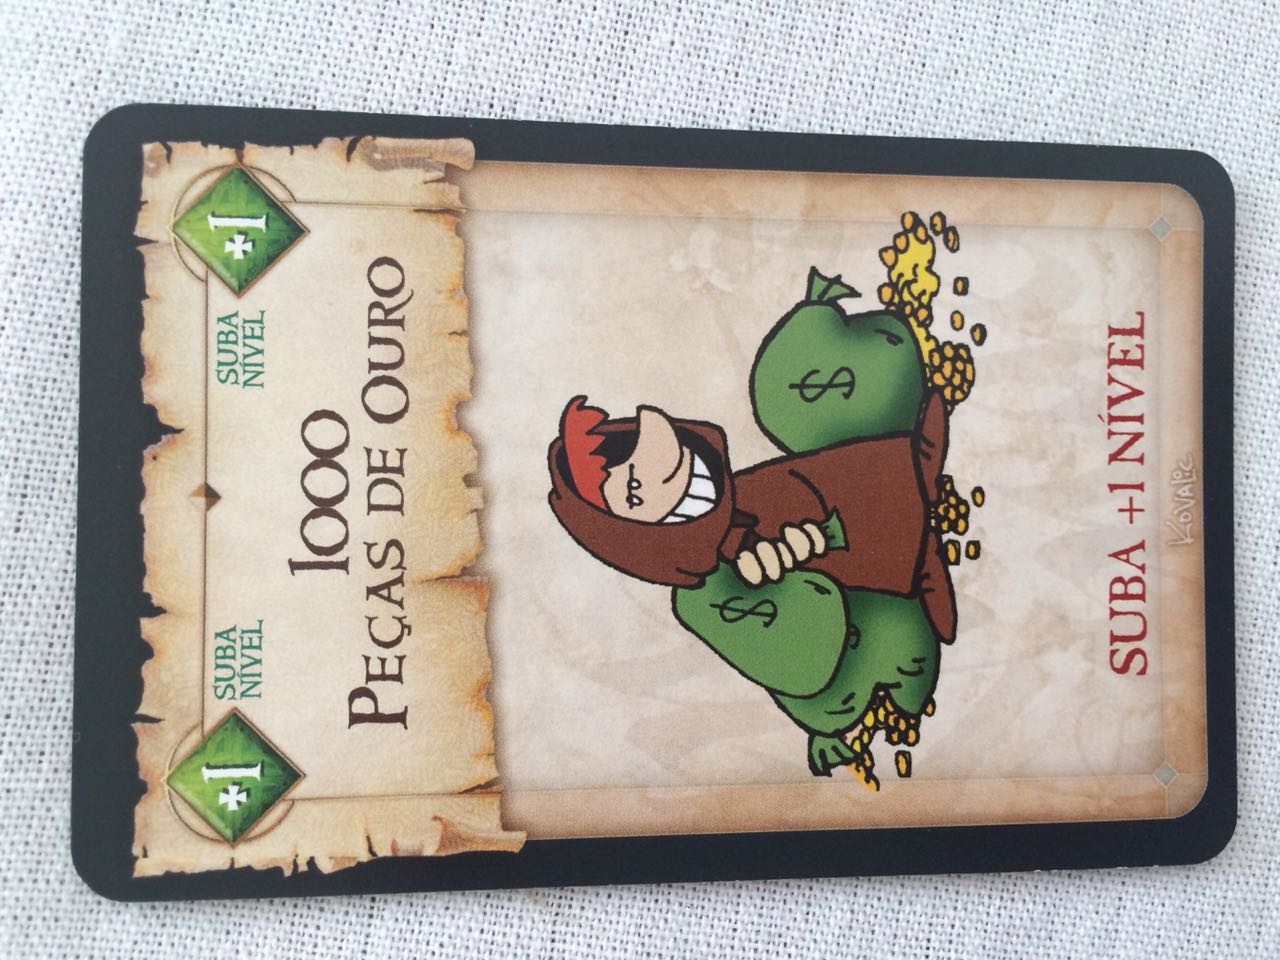 +1
SUBA
NÍVEL
SUBA
NÍVEL
+1
1000
PEÇAS DE OURO
$
$
SUBA +1 NÍVEL
KOVALIC